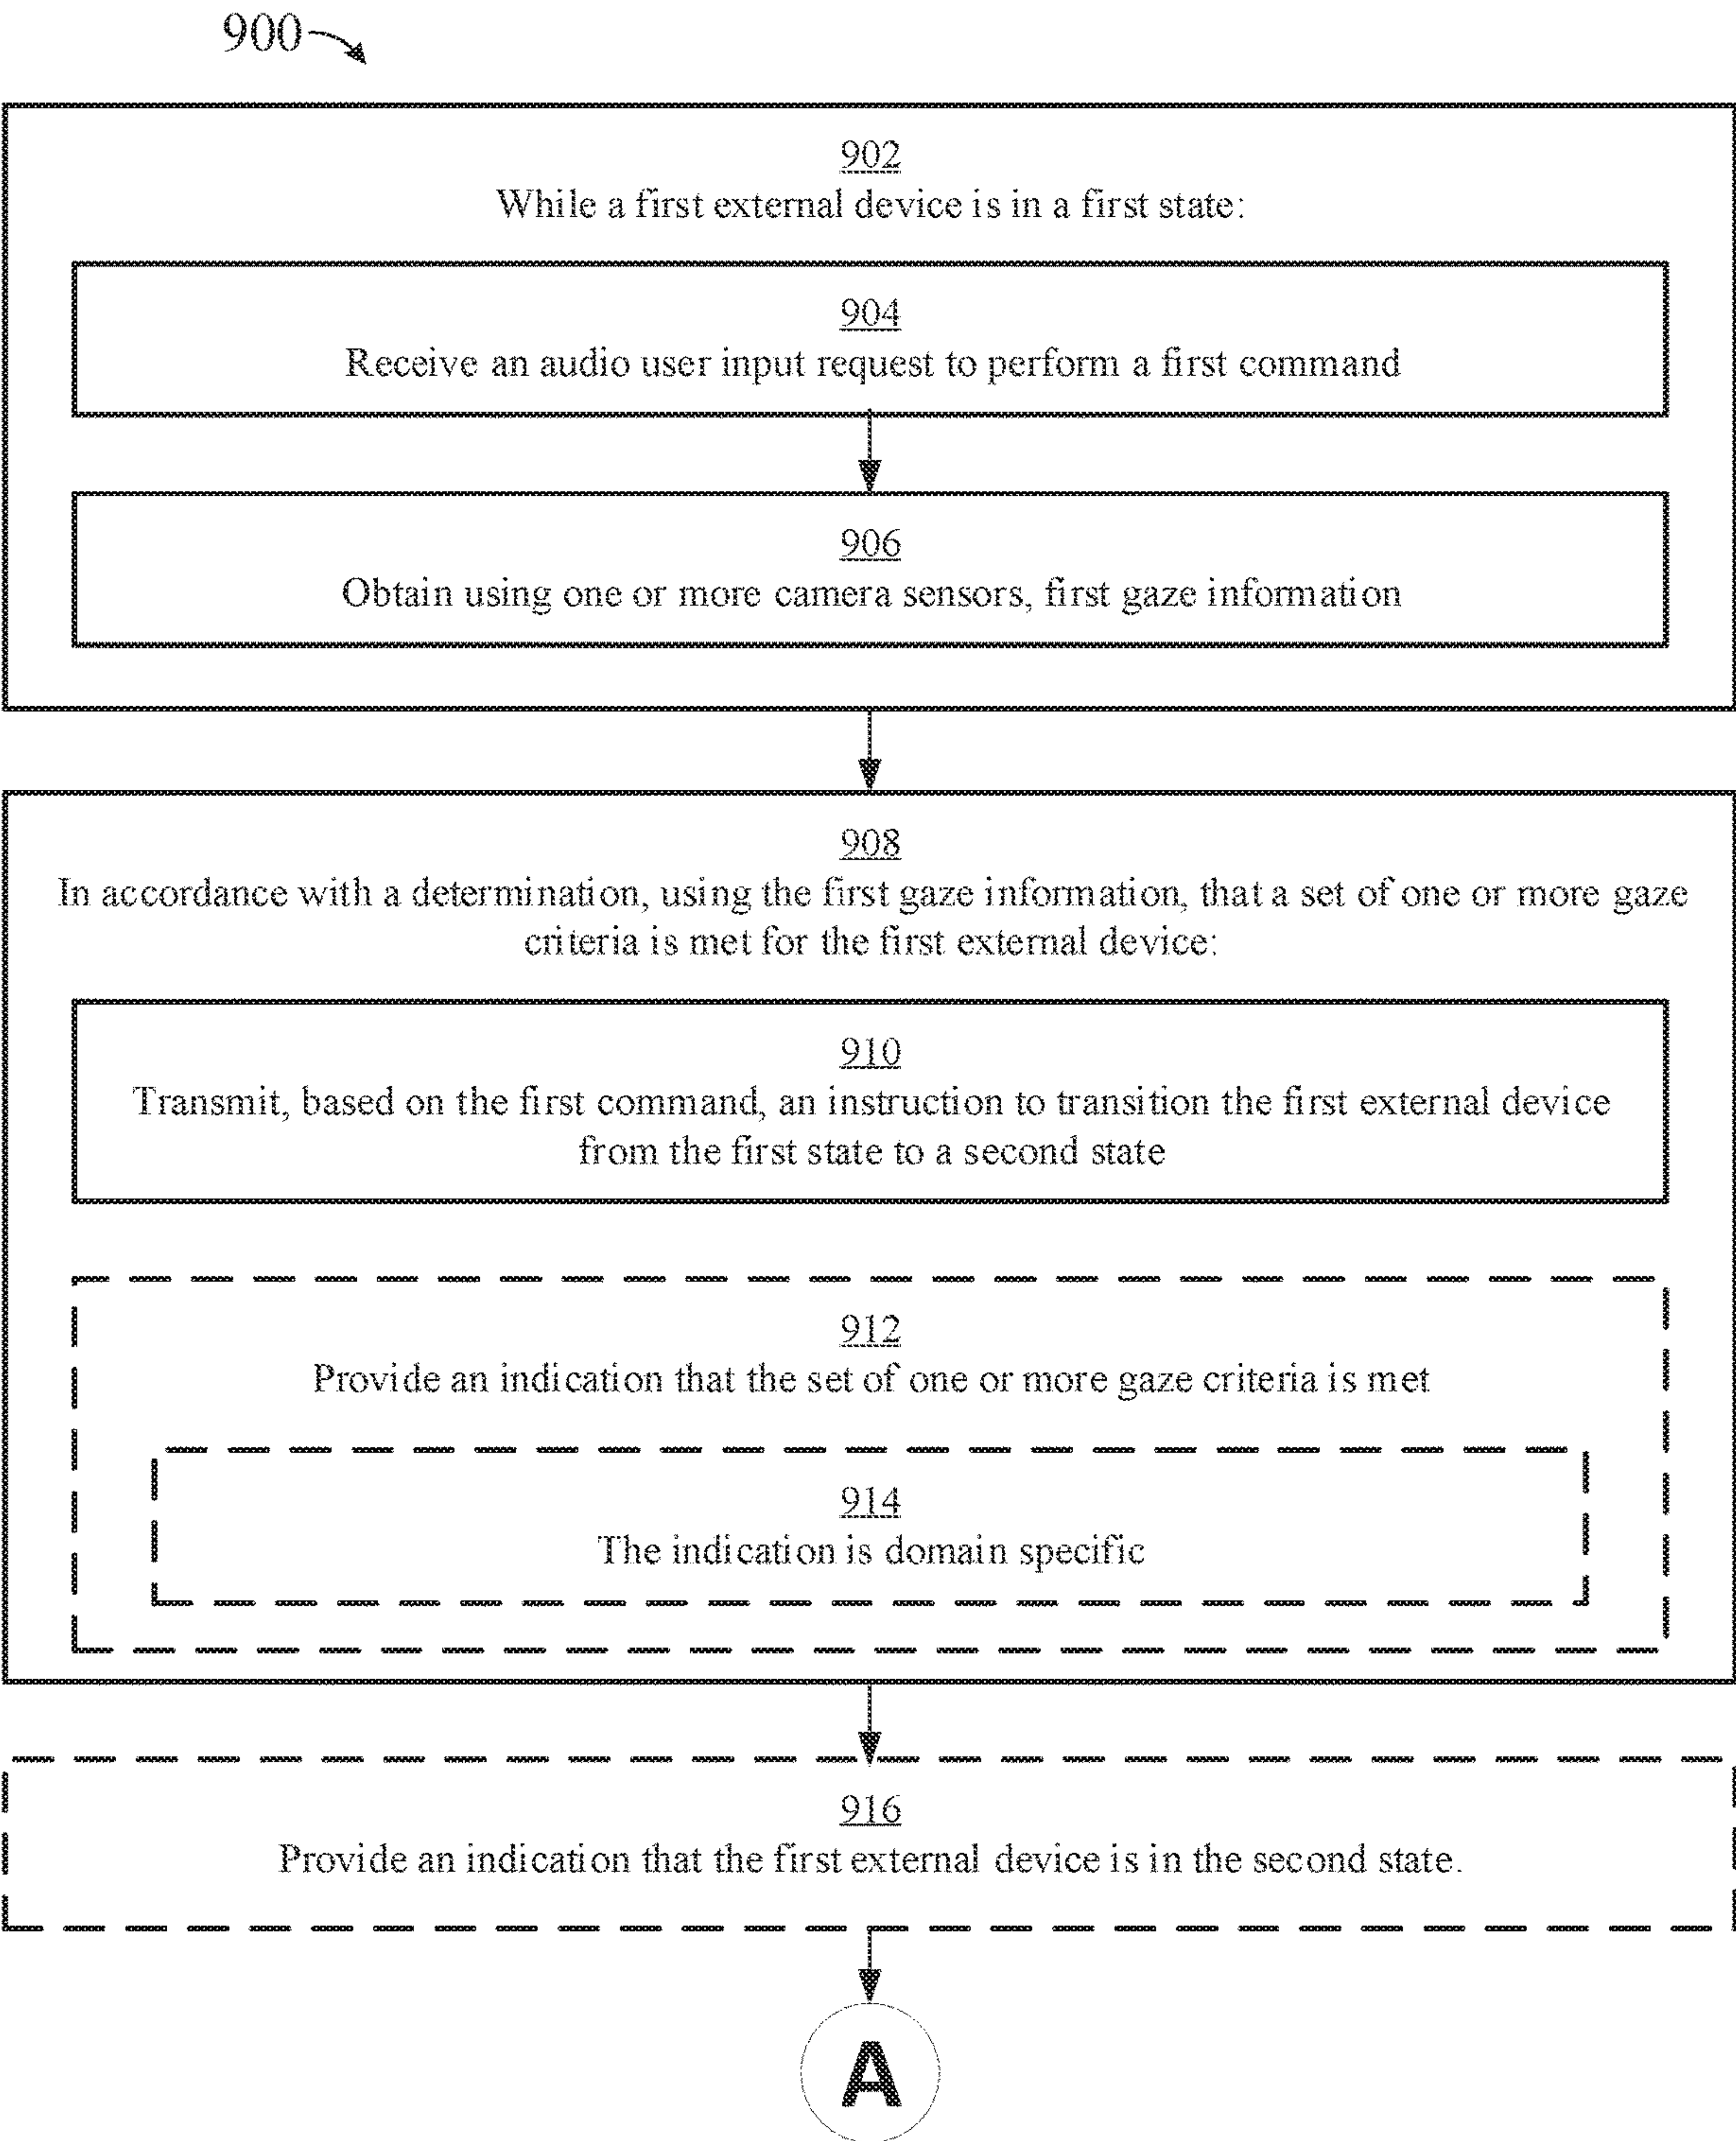 900
902
While a first external device is in a first state:
904
Receive an audio user input request to perform a first command
906
Obtain using one or more camera sensors, first gaze information
908
In accordance with a determination, using the first gaze information, that a set of one or more gaze
criteria is met for the first external device:
910
Transmit, based on the first command, an instruction to transition the first external device
from the first state to a second state
912
Provide an indication that the set of one or more gaze criteria is met
914
The indication is domain specific
916
Provide an indication that the first external device is in the second state.
A